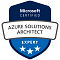 Microsoft
CERTIFIED
AZURE SOLUTIONS
ARCHITECT
EXPERT